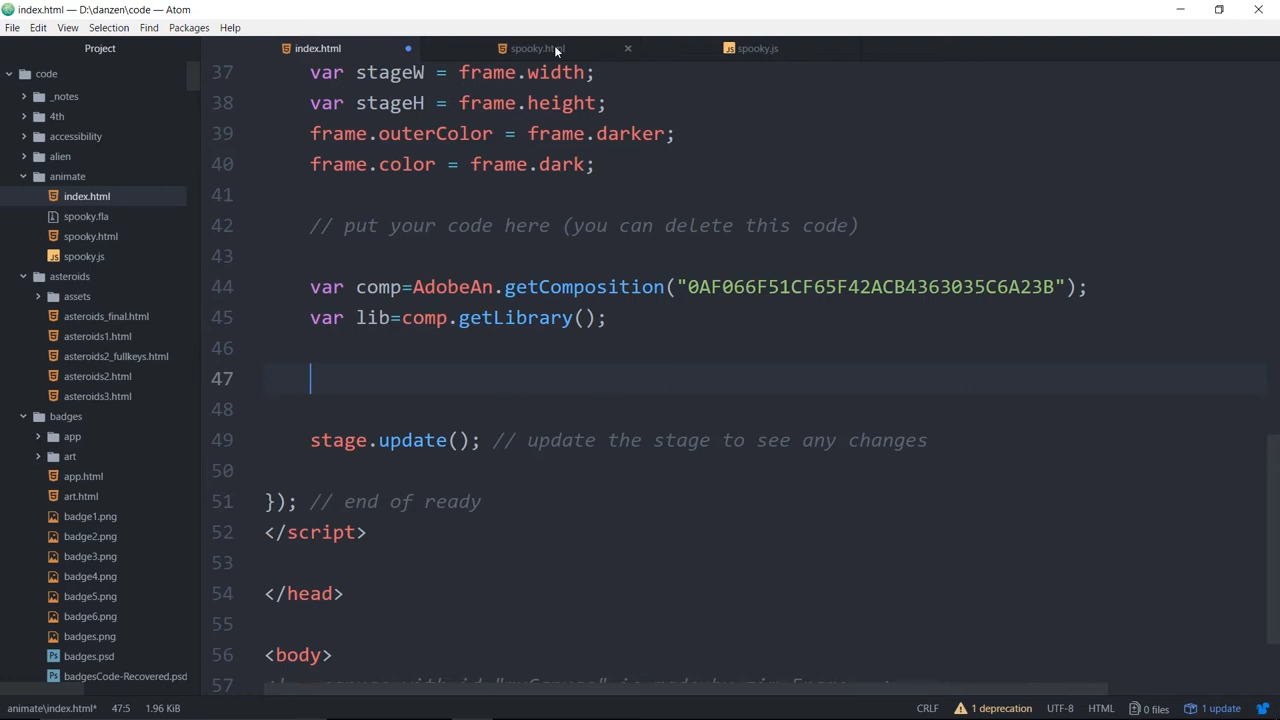 index.html — D:\danzen\code — Atom
File Edit View Selection Find Packages Help
Project
index.html
spooky.html
spooky.js
code
_notes
4th
accessibility
alien
animate
index.html
spooky.fla
spooky.html
spooky.js
asteroids
assets
asteroids_final.html
asteroids1.html
asteroids2_fullkeys.html
asteroids2.html
asteroids3.html
badges
app
art
app.html
art.html
badge1.png
badge2.png
badge3.png
badge4.png
badge5.png
badge6.png
badges.png
badges.psd
badgesCode-Recovered.psd
37 var stageW = frame.width;
38 var stageH = frame.height;
39 frame.outerColor = frame.darker;
40 frame.color = frame.dark;
41
42 // put your code here (you can delete this code)
43
44 var comp=AdobeAn.getComposition("0AF066F51CF65F42ACB4363035C6A23B");
45 var lib=comp.getLibrary();
46
47
48
49 stage.update(); // update the stage to see any changes
50
51 }); // end of ready
52 </script>
53
54 </head>
55
56 <body>
57
animate\index.html* 47:5 1.96 KiB CRLF 1 deprecation UTF-8 HTML 0 files 1 update